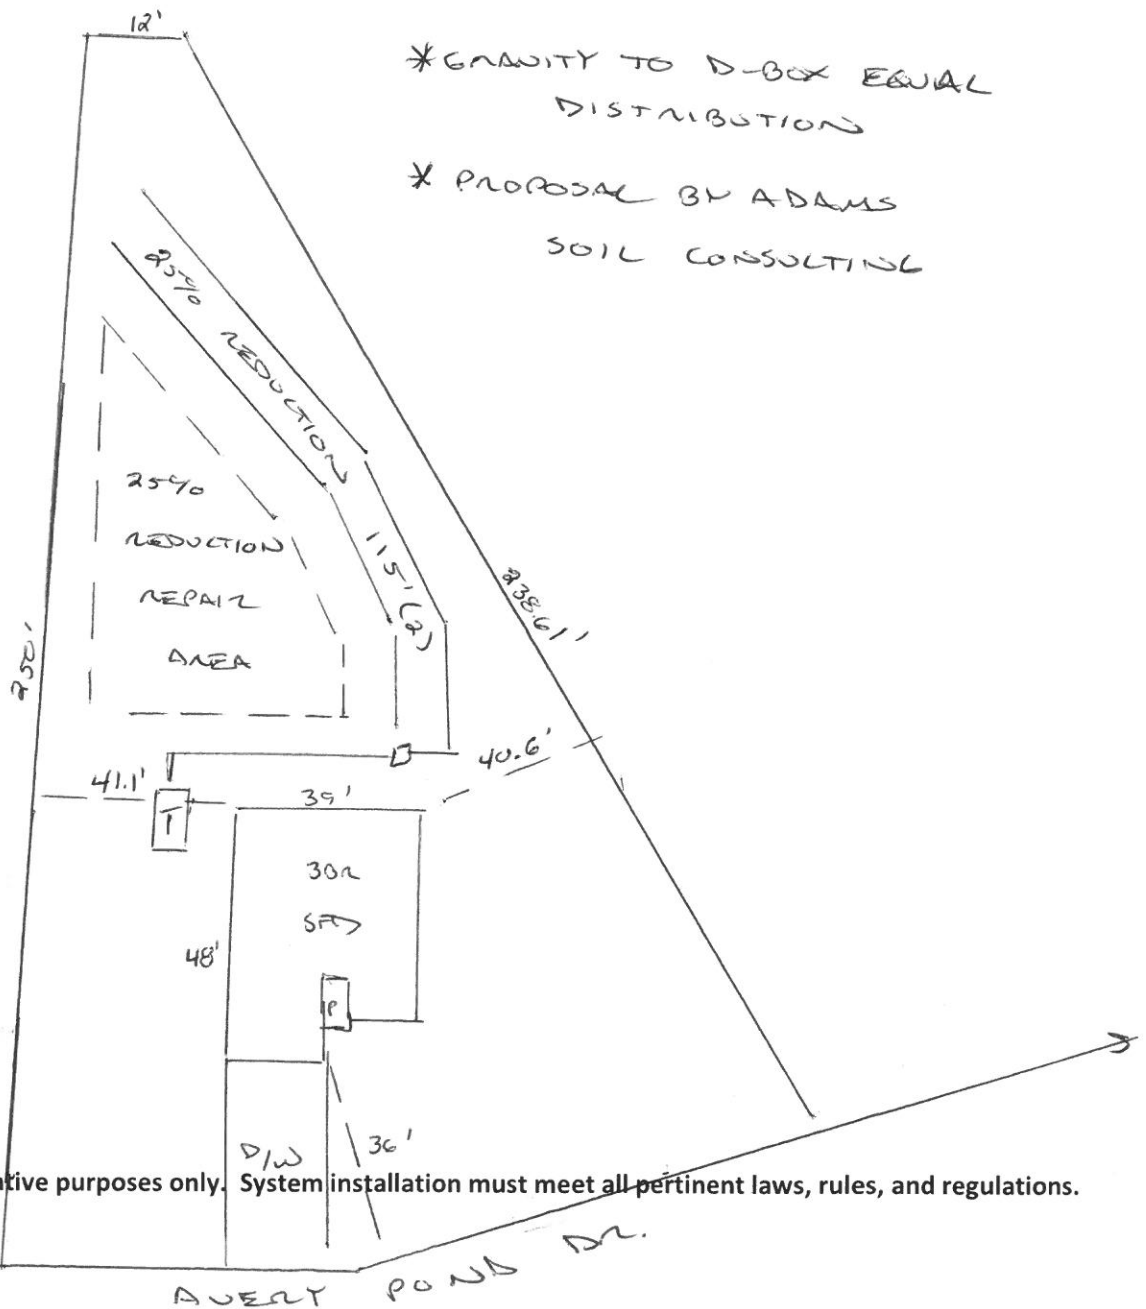 12'
* GRAVITY TO D-BOX EQUAL
DISTRIBUTION
* PROPOSAL BY ADAMS
SOIL CONSULTING
25% REDUCTION
115' (2)
25%
REDUCTION
REPAIR
AREA
250'
238.61'
40.6'
41.1'
39'
T
3BR
SFD
48'
P
D/W
36'
ative purposes only. System installation must meet all pertinent laws, rules, and regulations.
AVERY POND DR.